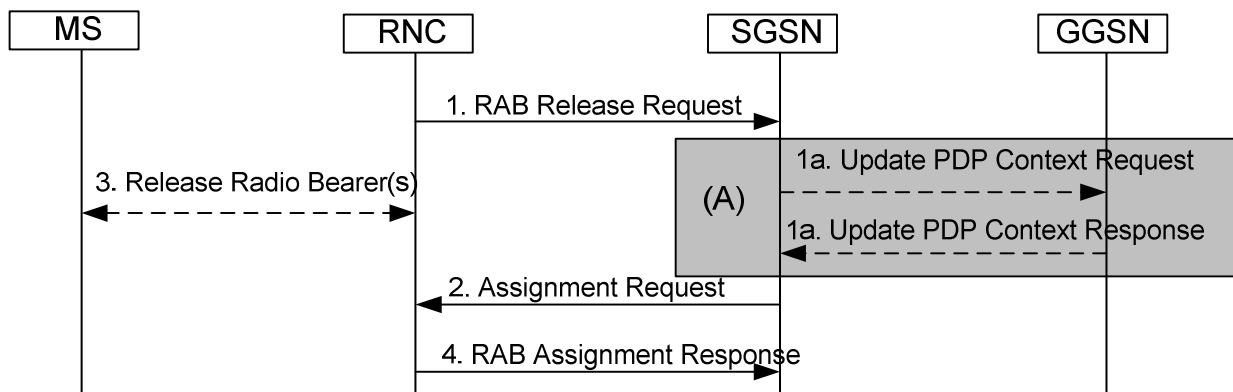 MS
RNC
SGSN
GGSN
1. RAB Release Request
1a. Update PDP Context Request
3. Release Radio Bearer(s)
(A)
1a. Update PDP Context Response
2. Assignment Request
4. RAB Assignment Response